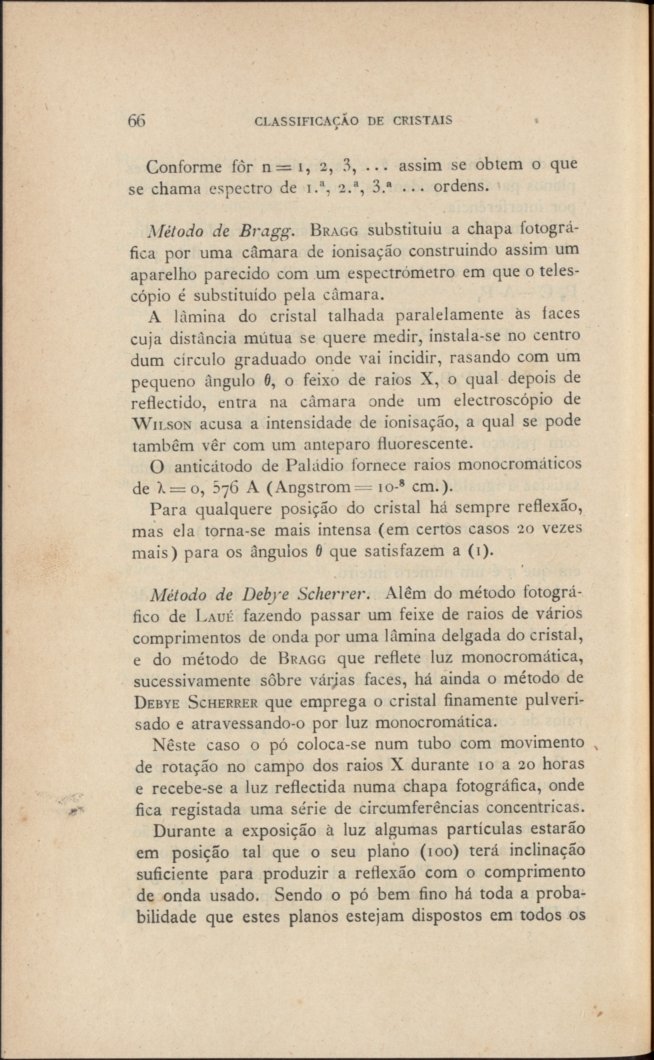 66 CLASSIFICAÇÃO DE CRISTAIS
Conforme fôr n = 1, 2, 3, ... assim se obtem o que
se chama espectro de 1.ª, 2.ª, 3.ª ... ordens.
Método de Bragg. BRAGG substituiu a chapa fotográ-
fica por uma câmara de ionisação construindo assim um
aparelho parecido com um espectrómetro em que o teles-
cópio é substituído pela câmara.
A lâmina do cristal talhada paralelamente às faces
cuja distância mútua se quere medir, instala-se no centro
dum círculo graduado onde vai incidir, rasando com um
pequeno ângulo θ, o feixo de raios X, o qual depois de
reflectido, entra na câmara onde um electroscópio de
WILSON acusa a intensidade de ionisação, a qual se pode
tambêm vêr com um anteparo fluorescente.
O anticátodo de Paládio fornece raios monocromáticos
de λ = 0, 576 A (Angstrom = 10-⁸ cm.).
Para qualquere posição do cristal há sempre reflexão,
mas ela torna-se mais intensa (em certos casos 20 vezes
mais) para os ângulos θ que satisfazem a (1).
Método de Debye Scherrer. Alêm do método fotográ-
fico de LAUÉ fazendo passar um feixe de raios de vários
comprimentos de onda por uma lâmina delgada do cristal,
e do método de BRAGG que reflete luz monocromática,
sucessivamente sôbre várias faces, há ainda o método de
DEBYE SCHERRER que emprega o cristal finamente pulveri-
sado e atravessando-o por luz monocromática.
Nêste caso o pó coloca-se num tubo com movimento
de rotação no campo dos raios X durante 10 a 20 horas
e recebe-se a luz reflectida numa chapa fotográfica, onde
fica registada uma série de circumferências concentricas.
Durante a exposição à luz algumas partículas estarão
em posição tal que o seu plano (100) terá inclinação
suficiente para produzir a reflexão com o comprimento
de onda usado. Sendo o pó bem fino há toda a proba-
bilidade que estes planos estejam dispostos em todos os